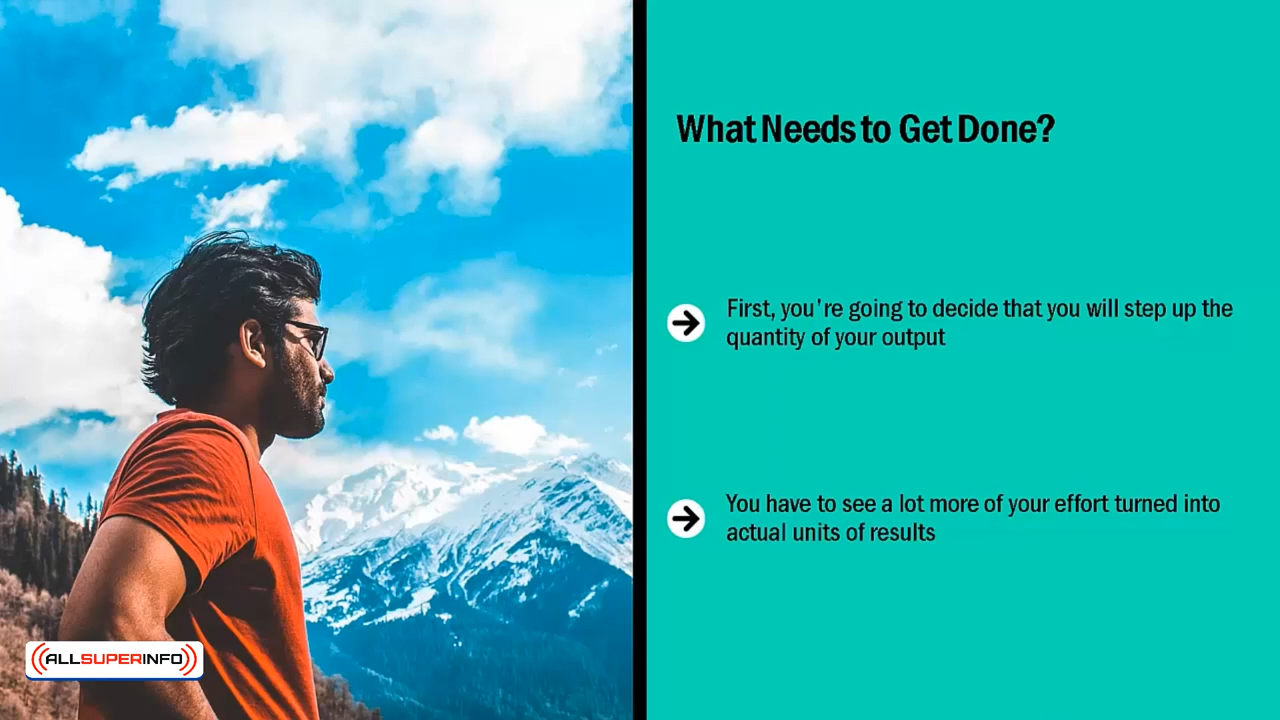 What Needs to Get Done?
First, you're going to decide that you will step up the
quantity of your output
You have to see a lot more of your effort turned into
actual units of results
ALLSUPERINFO